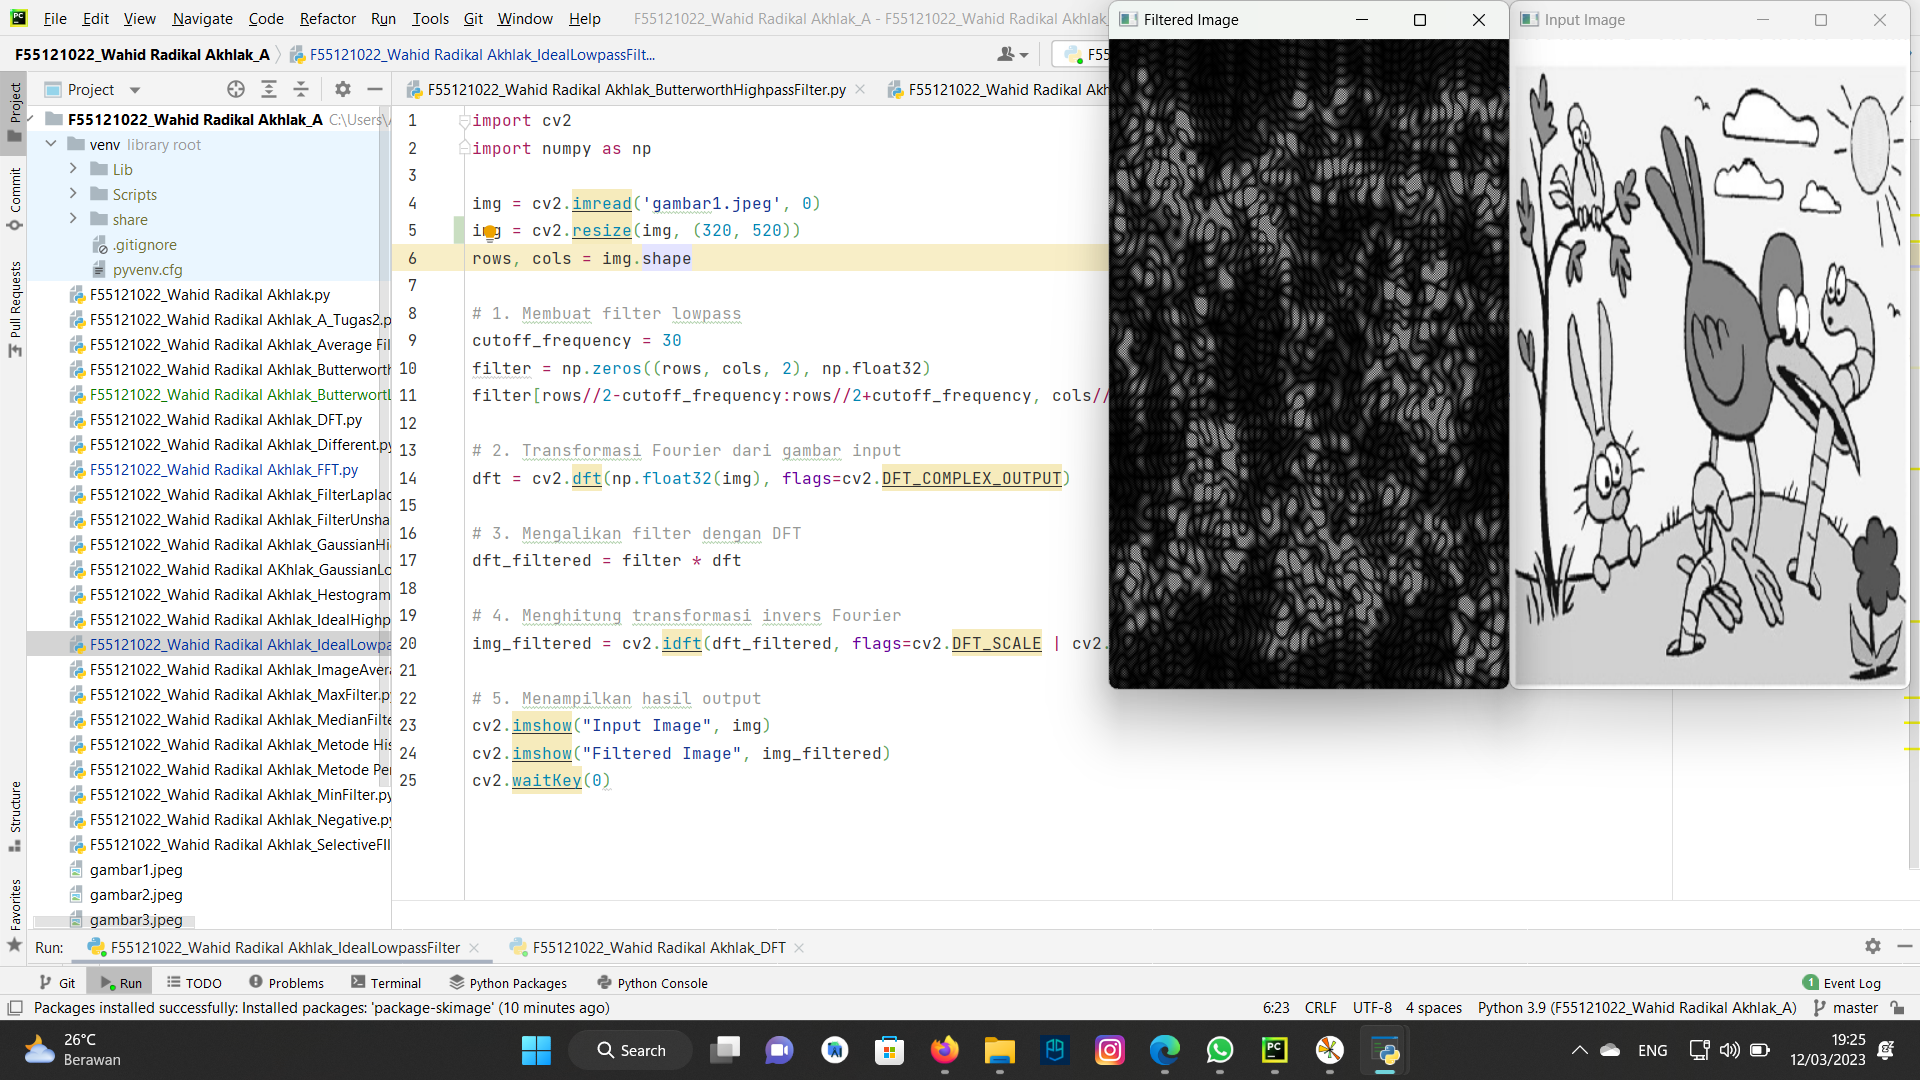 File Edit View Navigate Code Refactor Run Tools Git Window Help F55121022_Wahid Radikal Akhlak_A - F55121022_Wahid Radikal Akhlak_
F55121022_Wahid Radikal Akhlak_A F55121022_Wahid Radikal Akhlak_IdealLowpassFilt...
Project
F55121022_Wahid Radikal Akhlak_ButterworthHighpassFilter.py
F55121022_Wahid Radikal Akh
Project
Commit
Pull Requests
Structure
Favorites
F55121022_Wahid Radikal Akhlak_A C:\Users\
venv library root
Lib
Scripts
share
.gitignore
pyvenv.cfg
F55121022_Wahid Radikal Akhlak.py
F55121022_Wahid Radikal Akhlak_A_Tugas2.p
F55121022_Wahid Radikal Akhlak_Average Fil
F55121022_Wahid Radikal Akhlak_Butterworth
F55121022_Wahid Radikal Akhlak_ButterwortL
F55121022_Wahid Radikal Akhlak_DFT.py
F55121022_Wahid Radikal Akhlak_Different.py
F55121022_Wahid Radikal Akhlak_FFT.py
F55121022_Wahid Radikal Akhlak_FilterLaplac
F55121022_Wahid Radikal Akhlak_FilterUnsha
F55121022_Wahid Radikal Akhlak_GaussianHi
F55121022_Wahid Radikal AKhlak_GaussianLo
F55121022_Wahid Radikal Akhlak_Hestogram
F55121022_Wahid Radikal Akhlak_IdealHighp
F55121022_Wahid Radikal Akhlak_IdealLowpa
F55121022_Wahid Radikal Akhlak_ImageAvera
F55121022_Wahid Radikal Akhlak_MaxFilter.py
F55121022_Wahid Radikal Akhlak_MedianFilte
F55121022_Wahid Radikal Akhlak_Metode His
F55121022_Wahid Radikal Akhlak_Metode Per
F55121022_Wahid Radikal Akhlak_MinFilter.py
F55121022_Wahid Radikal Akhlak_Negative.py
F55121022_Wahid Radikal Akhlak_SelectiveFIl
gambar1.jpeg
gambar2.jpeg
gambar3.jpeg
1 import cv2
2 import numpy as np
3
4 img = cv2.imread('gambar1.jpeg', 0)
5 img = cv2.resize(img, (320, 520))
6 rows, cols = img.shape
7
8 # 1. Membuat filter lowpass
9 cutoff_frequency = 30
10 filter = np.zeros((rows, cols, 2), np.float32)
11 filter[rows//2-cutoff_frequency:rows//2+cutoff_frequency, cols//
12
13 # 2. Transformasi Fourier dari gambar input
14 dft = cv2.dft(np.float32(img), flags=cv2.DFT_COMPLEX_OUTPUT)
15
16 # 3. Mengalikan filter dengan DFT
17 dft_filtered = filter * dft
18
19 # 4. Menghitung transformasi invers Fourier
20 img_filtered = cv2.idft(dft_filtered, flags=cv2.DFT_SCALE | cv2.
21
22 # 5. Menampilkan hasil output
23 cv2.imshow("Input Image", img)
24 cv2.imshow("Filtered Image", img_filtered)
25 cv2.waitKey(0)
Filtered Image
Input Image
Run: F55121022_Wahid Radikal Akhlak_IdealLowpassFilter F55121022_Wahid Radikal Akhlak_DFT
Git Run TODO Problems Terminal Python Packages Python Console 1 Event Log
Packages installed successfully: Installed packages: 'package-skimage' (10 minutes ago) 6:23 CRLF UTF-8 4 spaces Python 3.9 (F55121022_Wahid Radikal Akhlak_A) master
26°C
Berawan
Search
ENG
19:25
12/03/2023